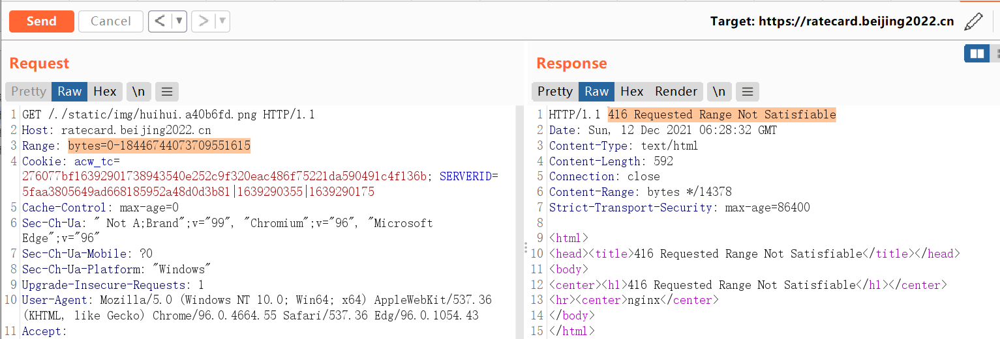 Send Cancel < ▼ > ▼ Target: https://ratecard.beijing2022.cn
Request
Pretty Raw Hex \n ☰
1 GET /./static/img/huihui.a40b6fd.png HTTP/1.1
2 Host: ratecard.beijing2022.cn
3 Range: bytes=0-18446744073709551615
4 Cookie: acw_tc=
276077bf16392901738943540e252c9f320eac486f75221da590491c4f136b; SERVERID=
5faa3805649ad668185952a48d0d3b81|1639290355|1639290175
5 Cache-Control: max-age=0
6 Sec-Ch-Ua: " Not A;Brand";v="99", "Chromium";v="96", "Microsoft
Edge";v="96"
7 Sec-Ch-Ua-Mobile: ?0
8 Sec-Ch-Ua-Platform: "Windows"
9 Upgrade-Insecure-Requests: 1
10 User-Agent: Mozilla/5.0 (Windows NT 10.0; Win64; x64) AppleWebKit/537.36
(KHTML, like Gecko) Chrome/96.0.4664.55 Safari/537.36 Edg/96.0.1054.43
11 Accept:
Response
Pretty Raw Hex Render \n ☰
1 HTTP/1.1 416 Requested Range Not Satisfiable
2 Date: Sun, 12 Dec 2021 06:28:32 GMT
3 Content-Type: text/html
4 Content-Length: 592
5 Connection: close
6 Content-Range: bytes */14378
7 Strict-Transport-Security: max-age=86400
8
9 <html>
10 <head><title>416 Requested Range Not Satisfiable</title></head>
11 <body>
12 <center><h1>416 Requested Range Not Satisfiable</h1></center>
13 <hr><center>nginx</center>
14 </body>
15 </html>